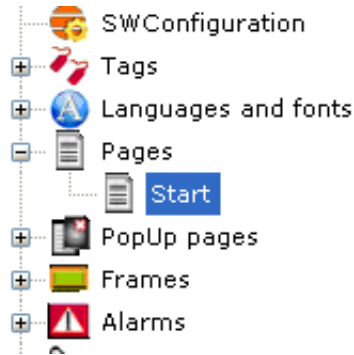 SWConfiguration
Tags
Languages and fonts
Pages
Start
PopUp pages
Frames
Alarms